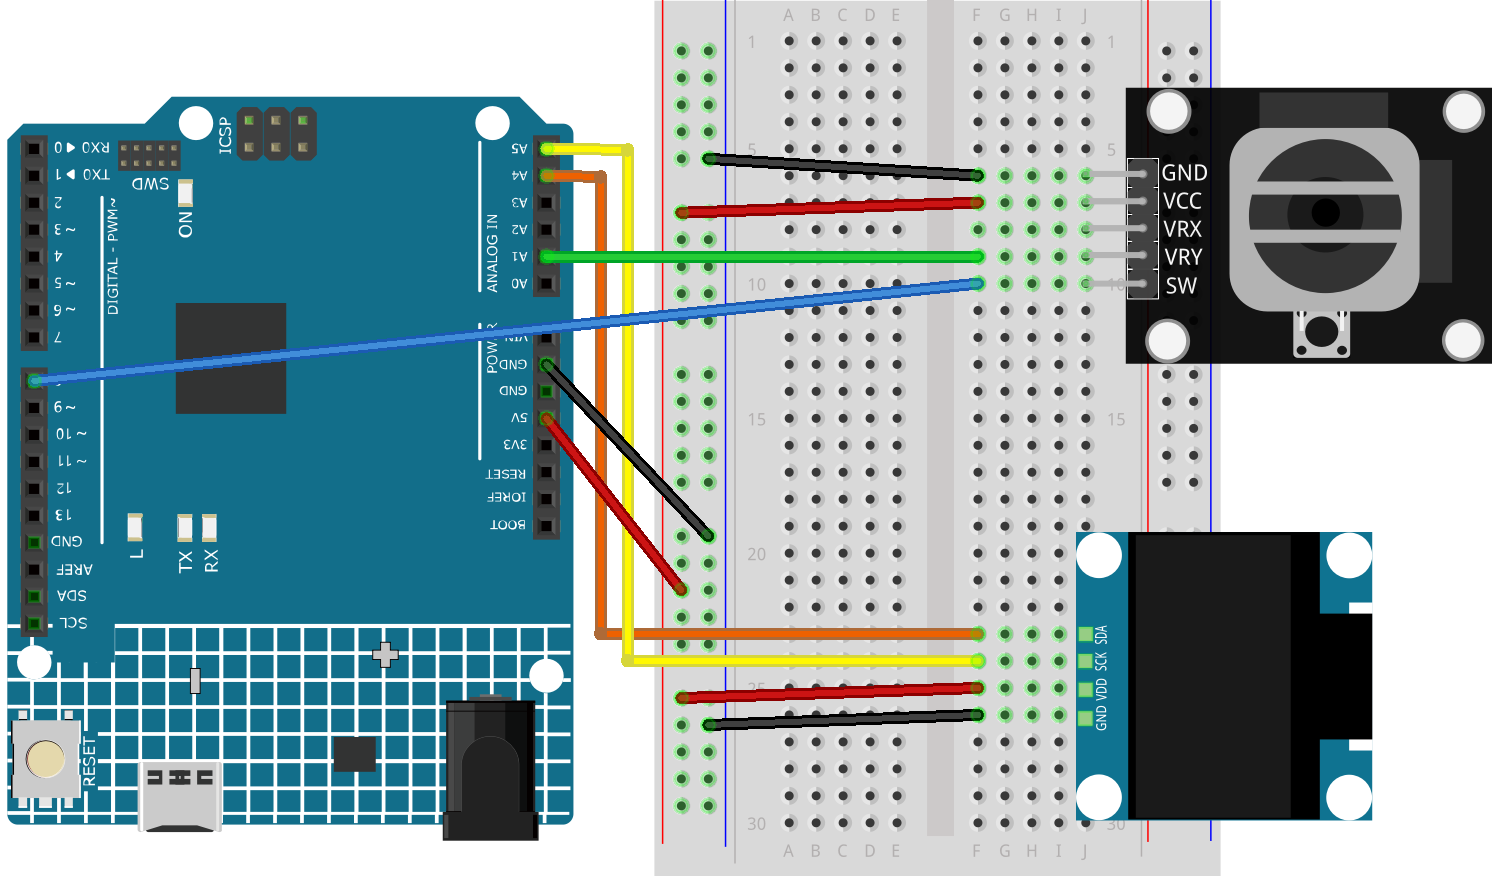 A B C D E F G H I J
1 1
5 5
10 10
15 15
20
25
30 30
A B C D E F G H I J
ICSP
SWD
ON
RX0 ◀ 0
TX0 ◀ 1
2
~ 3
4
~ 5
~ 6
7
~ 9
~ 10
~ 11
12
13
GND
AREF
SDA
SCL
DIGITAL - PWM~
L
TX
RX
RESET
A5
A4
A3
A2
A1
A0
ANALOG IN
VIN
GND
GND
5V
3V3
RESET
IOREF
BOOT
GND
VCC
VRX
VRY
SW
SDA
SCK
VDD
GND